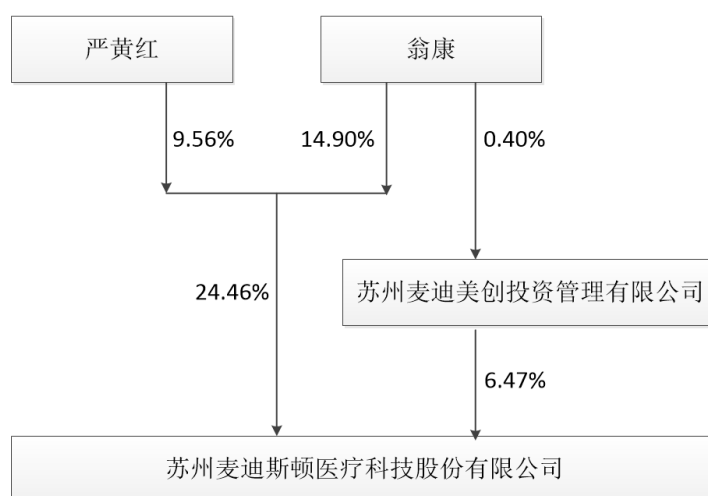 严黄红
翁康
9.56%
14.90%
0.40%
24.46%
苏州麦迪美创投资管理有限公司
6.47%
苏州麦迪斯顿医疗科技股份有限公司